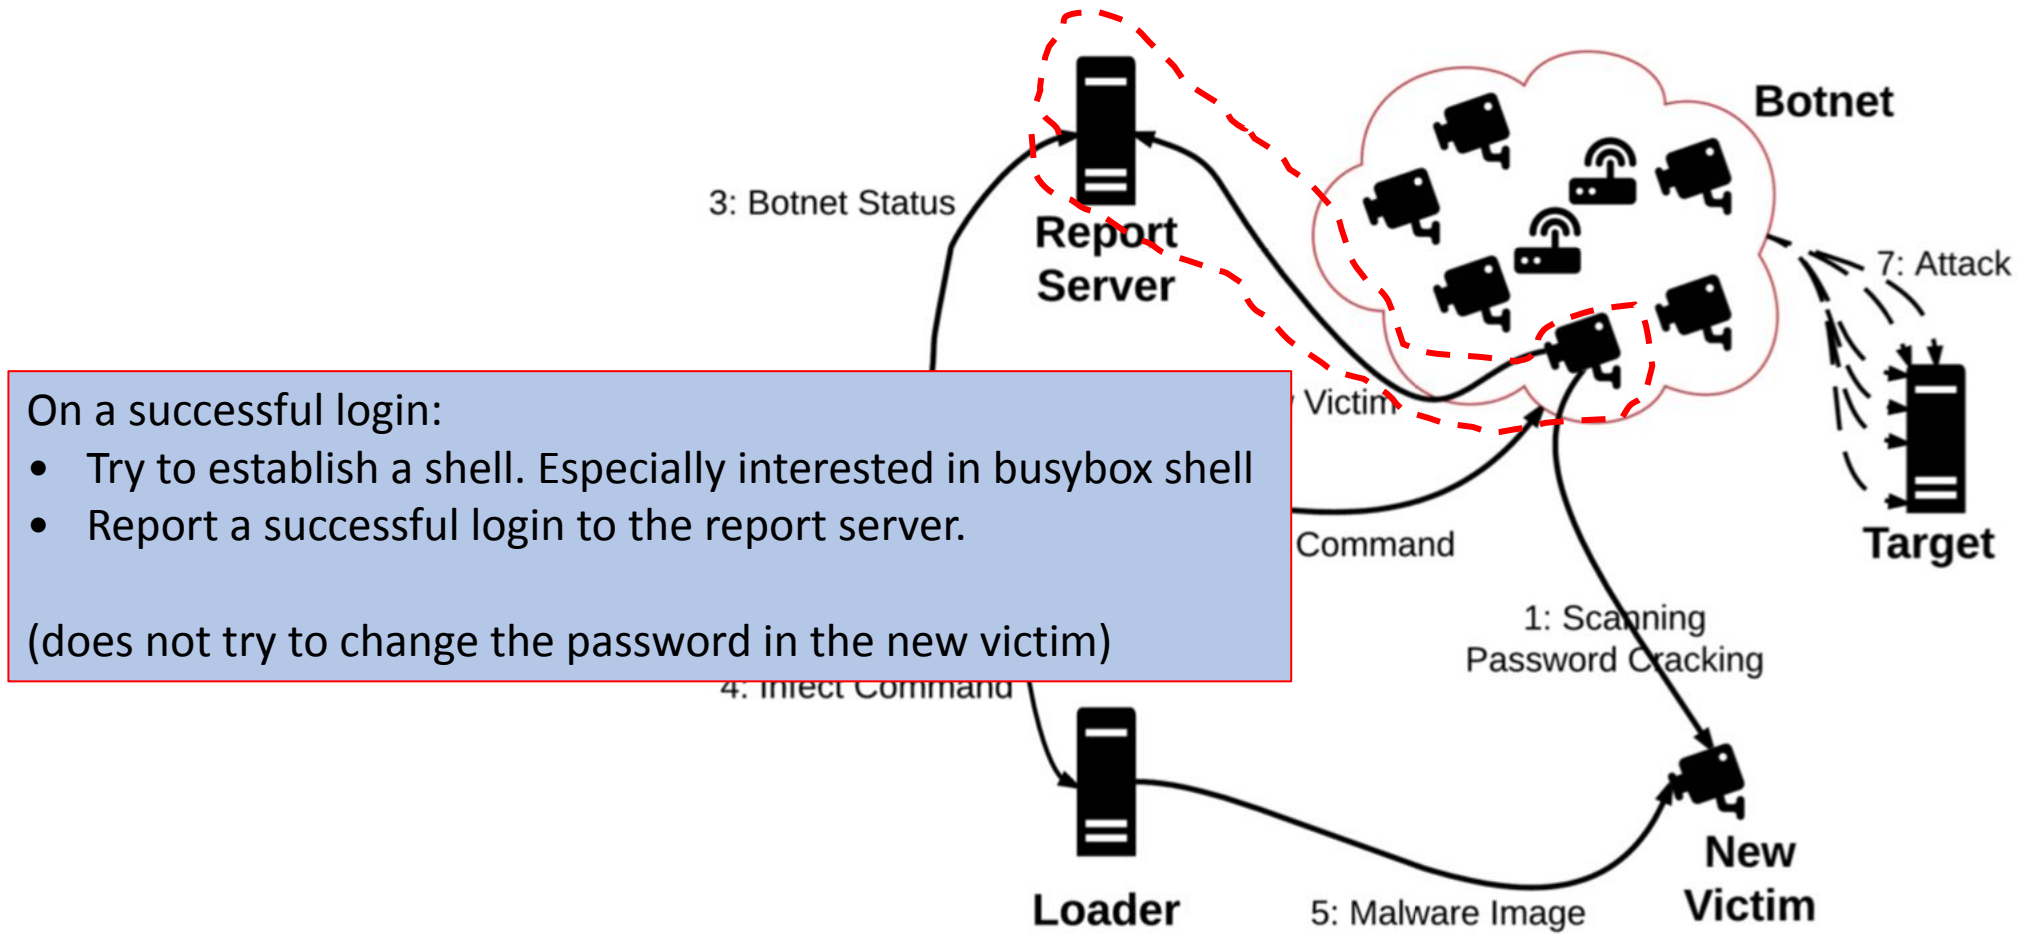 Botnet
3: Botnet Status
Report
Server
7: Attack
On a successful login:
• Try to establish a shell. Especially interested in busybox shell
• Report a successful login to the report server.
(does not try to change the password in the new victim)
Victim
Command
Target
1: Scanning
Password Cracking
4: Infect Command
Loader
5: Malware Image
New
Victim